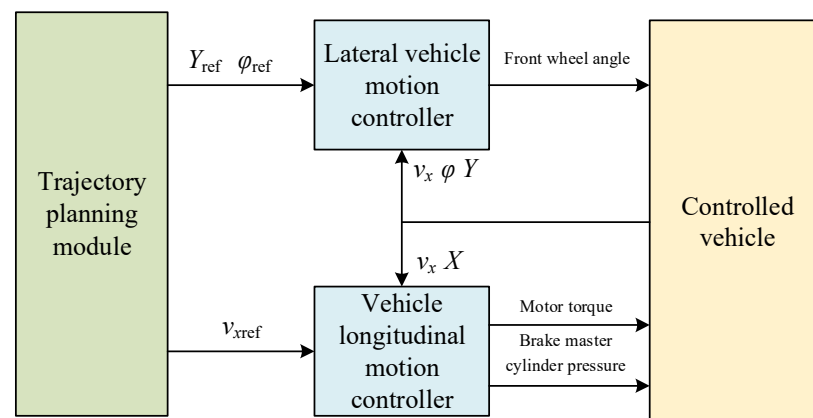 Trajectory
planning
module
Y_ref φ_ref
Lateral vehicle
motion
controller
Front wheel angle
v_x φ Y
v_x X
v_xref
Vehicle
longitudinal
motion
controller
Motor torque
Brake master
cylinder pressure
Controlled
vehicle